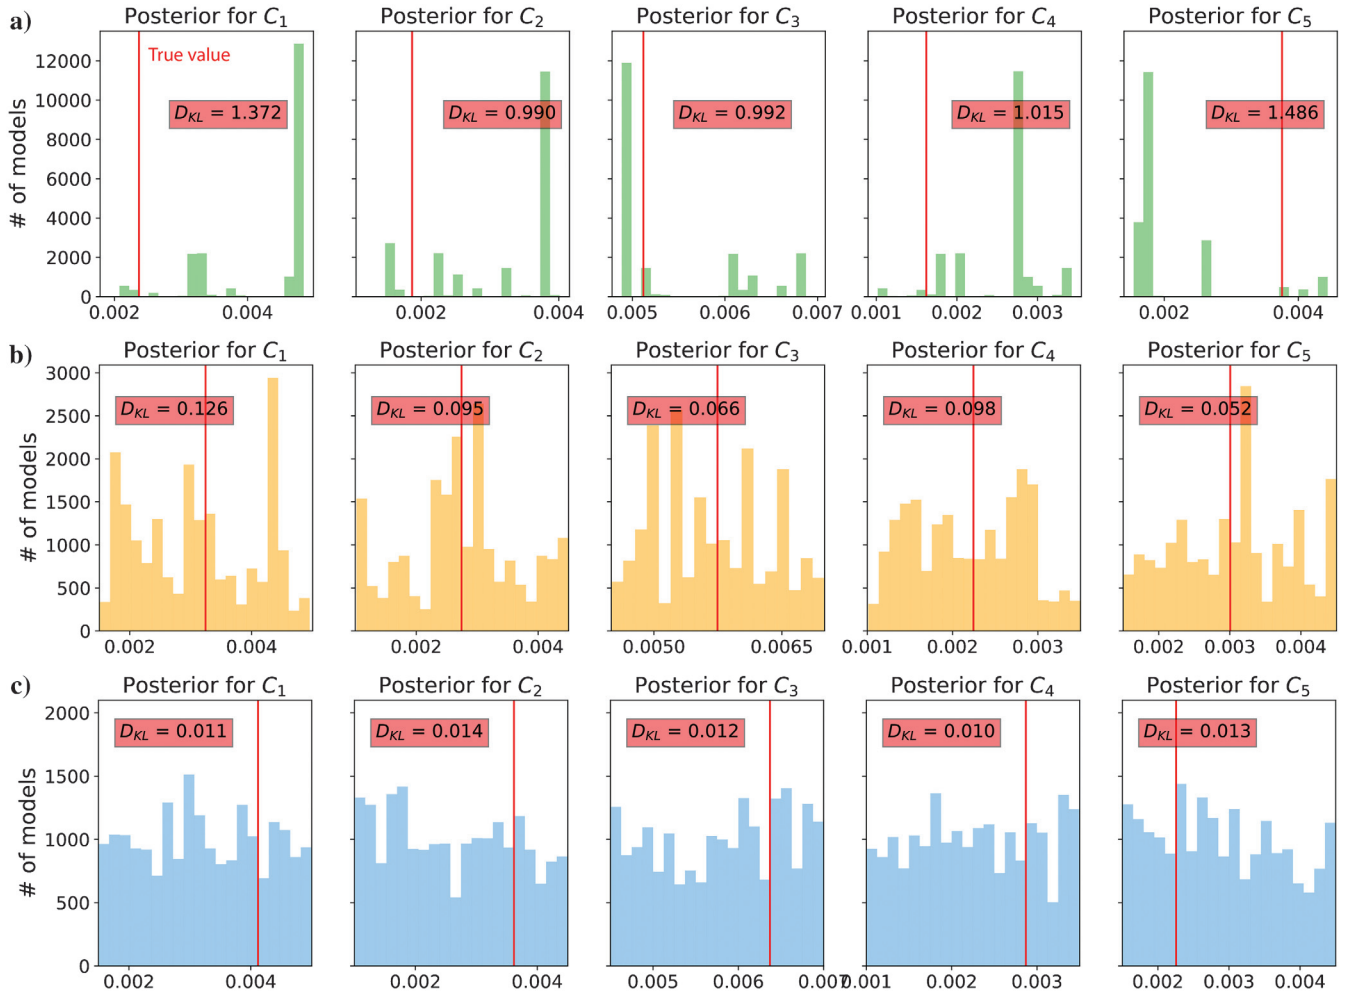 a)
Posterior for C1
Posterior for C2
Posterior for C3
Posterior for C4
Posterior for C5
True value
DKL = 1.372
DKL = 0.990
DKL = 0.992
DKL = 1.015
DKL = 1.486
# of models
12000
10000
8000
6000
4000
2000
0
0.002 0.004
0.002 0.004
0.005 0.006 0.007
0.001 0.002 0.003
0.002 0.004
b)
Posterior for C1
Posterior for C2
Posterior for C3
Posterior for C4
Posterior for C5
DKL = 0.126
DKL = 0.095
DKL = 0.066
DKL = 0.098
DKL = 0.052
# of models
3000
2500
2000
1500
1000
500
0
0.002 0.004
0.002 0.004
0.0050 0.0065
0.001 0.002 0.003
0.002 0.003 0.004
c)
Posterior for C1
Posterior for C2
Posterior for C3
Posterior for C4
Posterior for C5
DKL = 0.011
DKL = 0.014
DKL = 0.012
DKL = 0.010
DKL = 0.013
# of models
2000
1500
1000
500
0
0.002 0.004
0.002 0.004
0.005 0.006 0.007
0.001 0.002 0.003
0.002 0.003 0.004